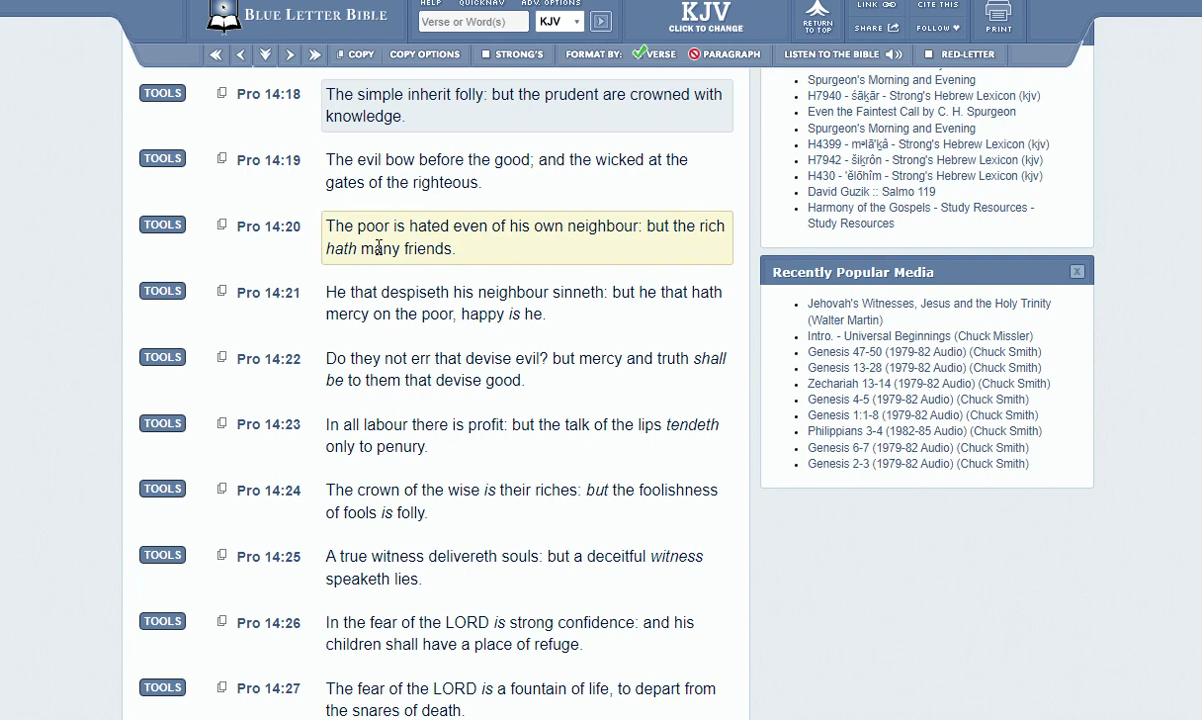 HELP QUICKNAV ADV. OPTIONS
BLUE LETTER BIBLE
Verse or Word(s)
KJV
KJV
CLICK TO CHANGE
RETURN
TO TOP
LINK
CITE THIS
SHARE
FOLLOW
PRINT
COPY
COPY OPTIONS
STRONG'S
FORMAT BY:
VERSE
PARAGRAPH
LISTEN TO THE BIBLE
RED-LETTER
TOOLS Pro 14:18 The simple inherit folly: but the prudent are crowned with
knowledge.
TOOLS Pro 14:19 The evil bow before the good; and the wicked at the
gates of the righteous.
TOOLS Pro 14:20 The poor is hated even of his own neighbour: but the rich
hath many friends.
TOOLS Pro 14:21 He that despiseth his neighbour sinneth: but he that hath
mercy on the poor, happy is he.
TOOLS Pro 14:22 Do they not err that devise evil? but mercy and truth shall
be to them that devise good.
TOOLS Pro 14:23 In all labour there is profit: but the talk of the lips tendeth
only to penury.
TOOLS Pro 14:24 The crown of the wise is their riches: but the foolishness
of fools is folly.
TOOLS Pro 14:25 A true witness delivereth souls: but a deceitful witness
speaketh lies.
TOOLS Pro 14:26 In the fear of the LORD is strong confidence: and his
children shall have a place of refuge.
TOOLS Pro 14:27 The fear of the LORD is a fountain of life, to depart from
the snares of death.
Spurgeon's Morning and Evening
H7940 - śāḵār - Strong's Hebrew Lexicon (kjv)
Even the Faintest Call by C. H. Spurgeon
Spurgeon's Morning and Evening
H4399 - mᵊlā'ḵâ - Strong's Hebrew Lexicon (kjv)
H7942 - šiḵrôn - Strong's Hebrew Lexicon (kjv)
H430 - 'ĕlōhîm - Strong's Hebrew Lexicon (kjv)
David Guzik :: Salmo 119
Harmony of the Gospels - Study Resources -
Study Resources
Recently Popular Media
x
Jehovah's Witnesses, Jesus and the Holy Trinity
(Walter Martin)
Intro. - Universal Beginnings (Chuck Missler)
Genesis 47-50 (1979-82 Audio) (Chuck Smith)
Genesis 13-28 (1979-82 Audio) (Chuck Smith)
Zechariah 13-14 (1979-82 Audio) (Chuck Smith)
Genesis 4-5 (1979-82 Audio) (Chuck Smith)
Genesis 1:1-8 (1979-82 Audio) (Chuck Smith)
Philippians 3-4 (1982-85 Audio) (Chuck Smith)
Genesis 6-7 (1979-82 Audio) (Chuck Smith)
Genesis 2-3 (1979-82 Audio) (Chuck Smith)